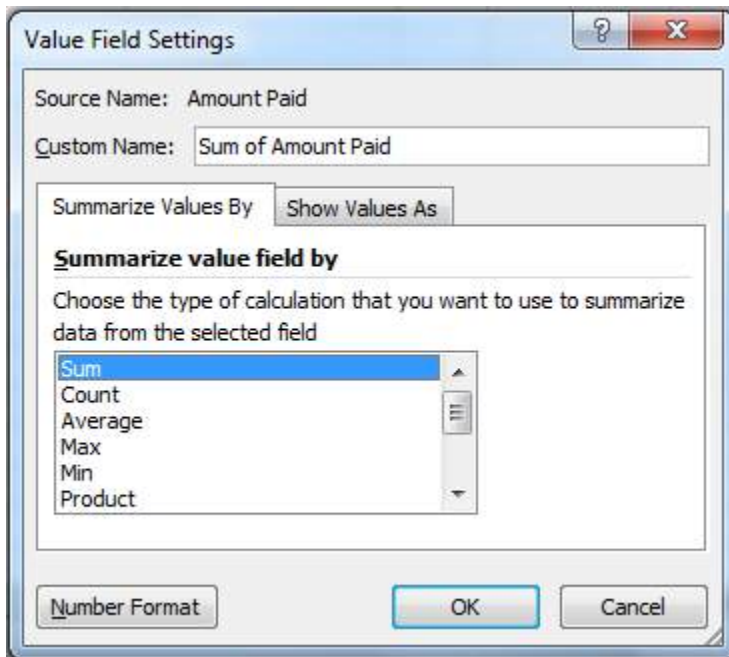 Value Field Settings
?
X
Source Name: Amount Paid
Custom Name: Sum of Amount Paid
Summarize Values By Show Values As
Summarize value field by
Choose the type of calculation that you want to use to summarize
data from the selected field
Sum
Count
Average
Max
Min
Product
Number Format OK Cancel